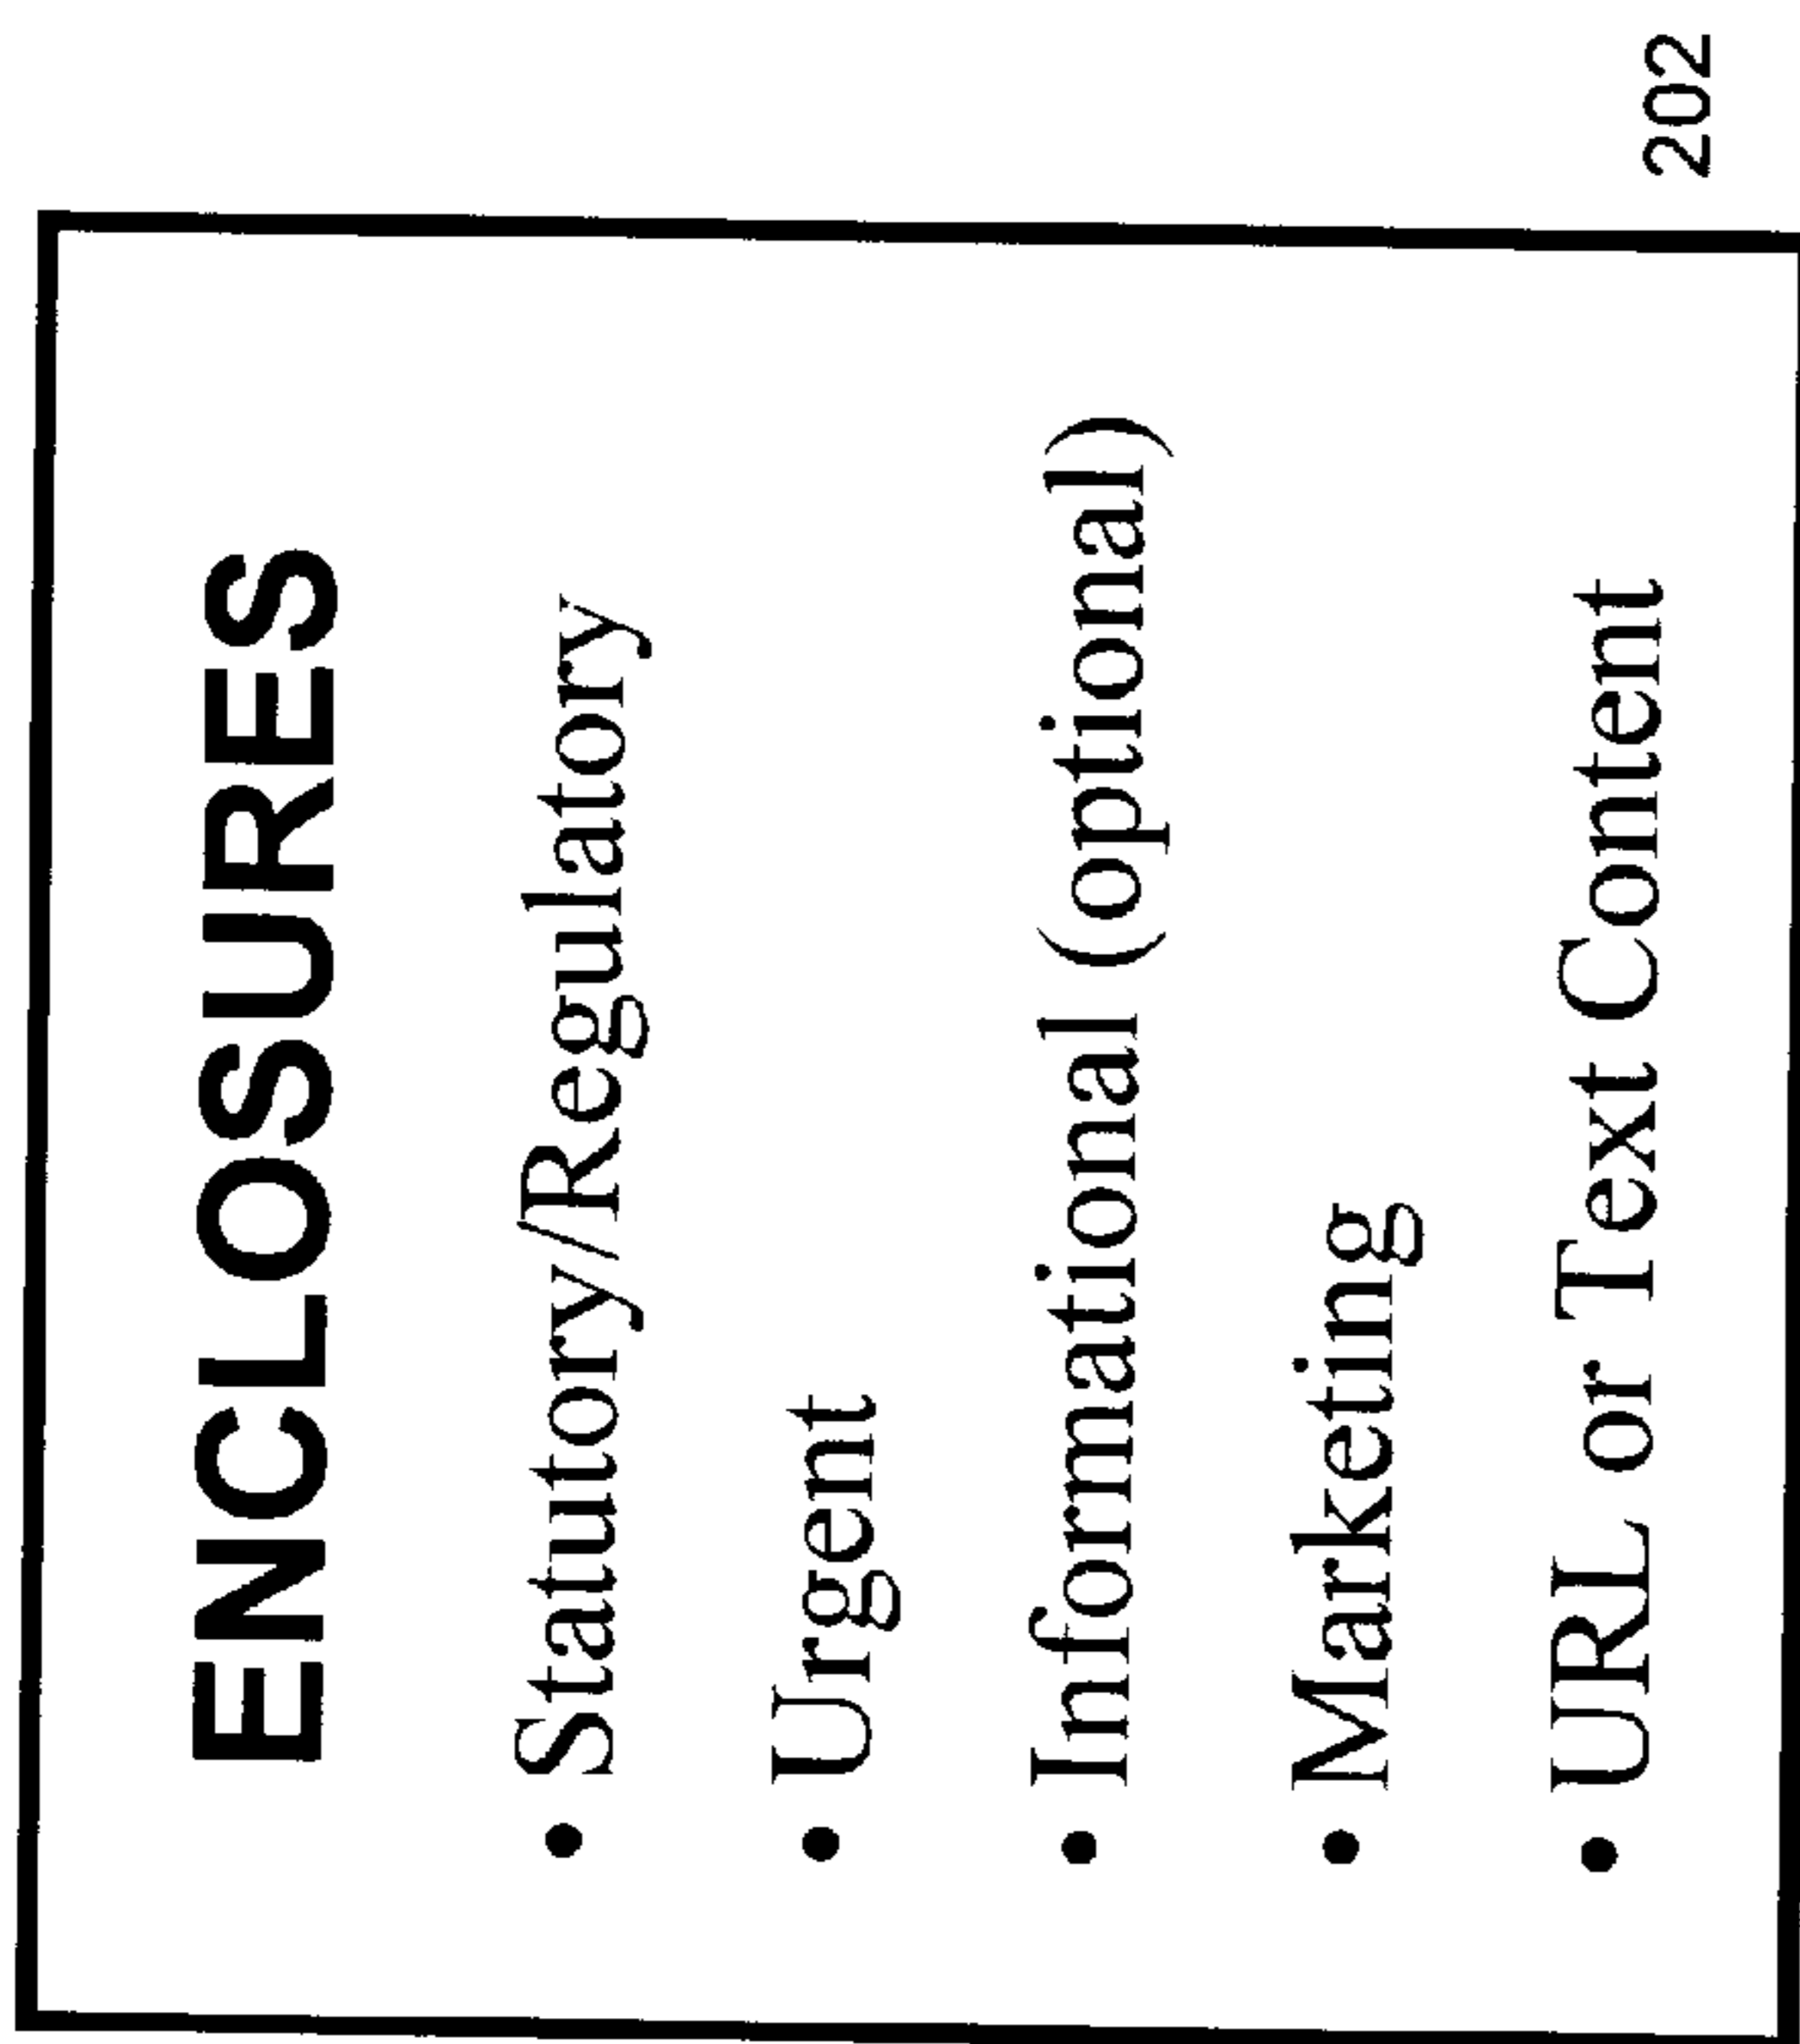 ENCLOSURES
• Statutory/Regulatory
• Urgent
• Informational (optional)
• Marketing
• URL or Text Content
202